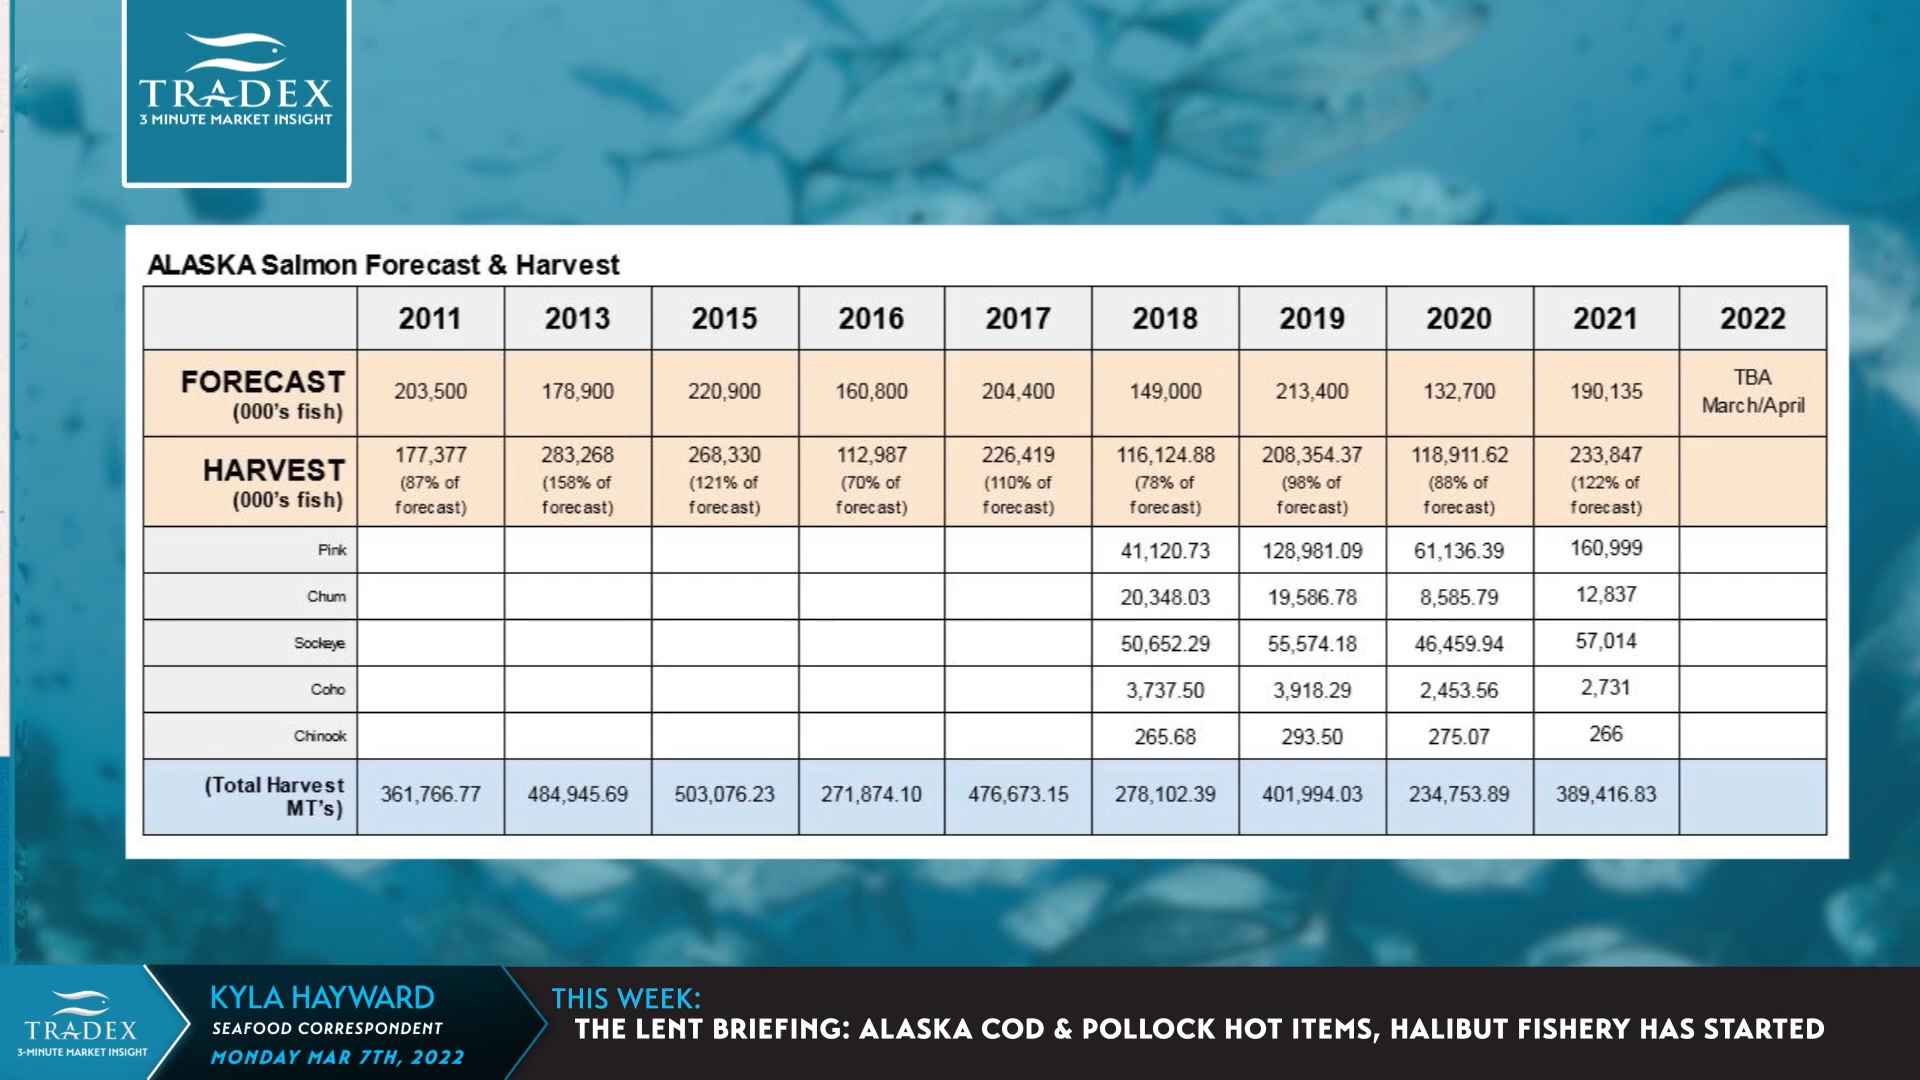 TRADEX
3 MINUTE MARKET INSIGHT
ALASKA Salmon Forecast & Harvest
2011 2013 2015 2016 2017 2018 2019 2020 2021 2022
FORECAST (000's fish) 203,500 178,900 220,900 160,800 204,400 149,000 213,400 132,700 190,135 TBA March/April
HARVEST (000's fish) 177,377 (87% of forecast) 283,268 (158% of forecast) 268,330 (121% of forecast) 112,987 (70% of forecast) 226,419 (110% of forecast) 116,124.88 (78% of forecast) 208,354.37 (98% of forecast) 118,911.62 (88% of forecast) 233,847 (122% of forecast)
Pink 41,120.73 128,981.09 61,136.39 160,999
Chum 20,348.03 19,586.78 8,585.79 12,837
Sockeye 50,652.29 55,574.18 46,459.94 57,014
Coho 3,737.50 3,918.29 2,453.56 2,731
Chinook 265.68 293.50 275.07 266
(Total Harvest MT's) 361,766.77 484,945.69 503,076.23 271,874.10 476,673.15 278,102.39 401,994.03 234,753.89 389,416.83
TRADEX
3-MINUTE MARKET INSIGHT
KYLA HAYWARD
SEAFOOD CORRESPONDENT
MONDAY MAR 7TH, 2022
THIS WEEK:
THE LENT BRIEFING: ALASKA COD & POLLOCK HOT ITEMS, HALIBUT FISHERY HAS STARTED